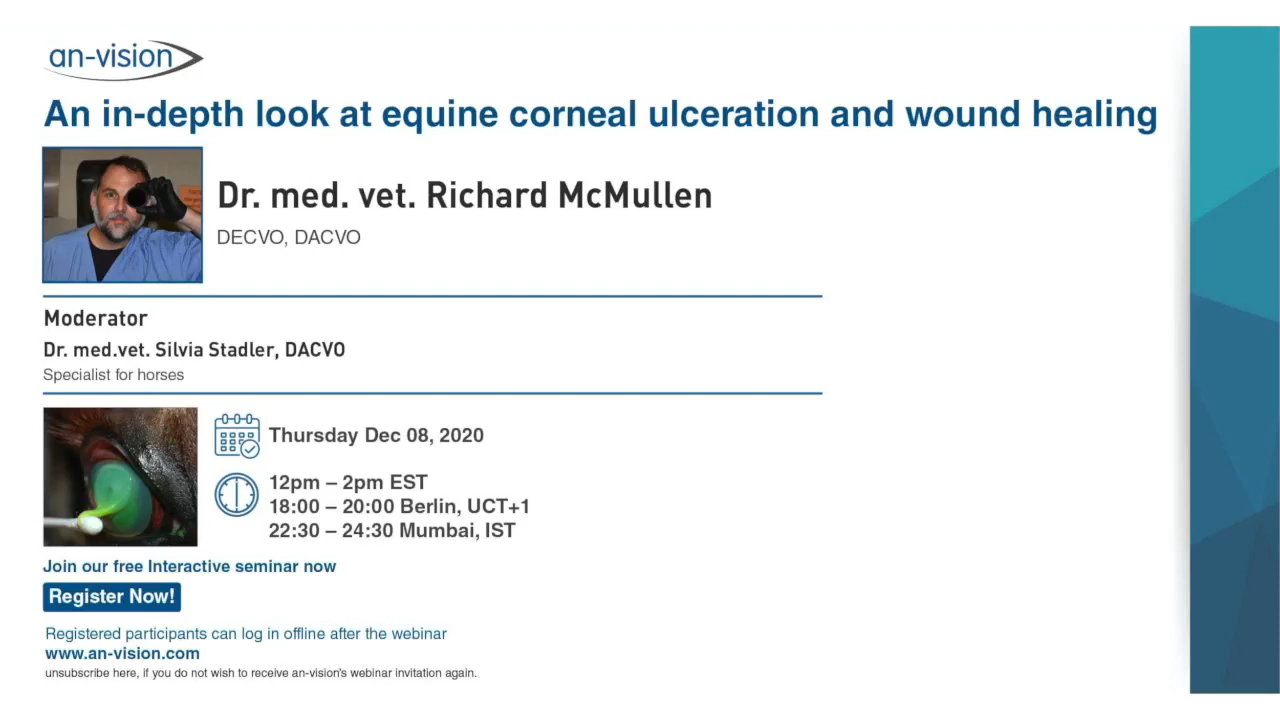 an-vision
An in-depth look at equine corneal ulceration and wound healing
Dr. med. vet. Richard McMullen
DECVO, DACVO
Moderator
Dr. med.vet. Silvia Stadler, DACVO
Specialist for horses
Thursday Dec 08, 2020
12pm – 2pm EST
18:00 – 20:00 Berlin, UCT+1
22:30 – 24:30 Mumbai, IST
Join our free Interactive seminar now
Register Now!
Registered participants can log in offline after the webinar
www.an-vision.com
unsubscribe here, if you do not wish to receive an-vision's webinar invitation again.